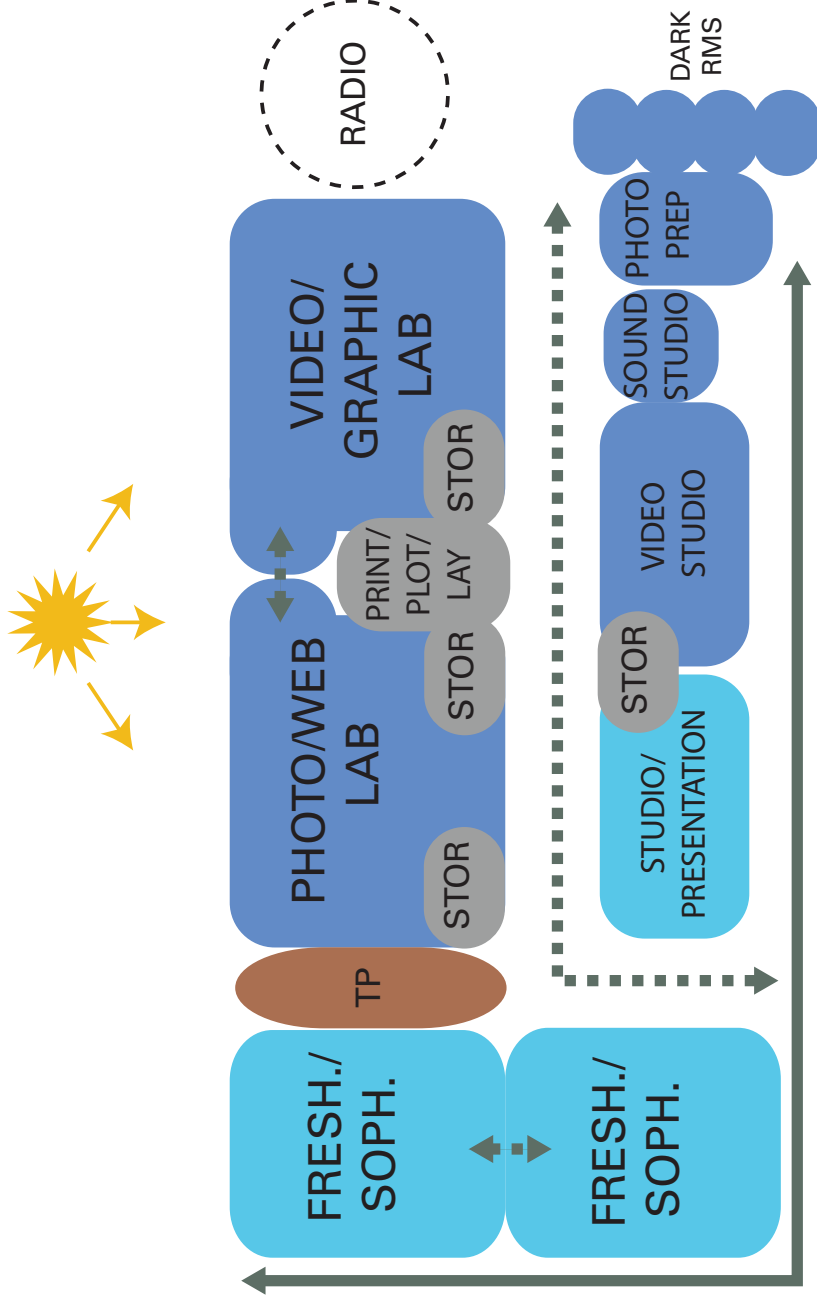 FRESH./
SOPH.
TP
PHOTO/WEB
LAB
STOR
STOR
PRINT/
PLOT/
LAY
STOR
VIDEO/
GRAPHIC
LAB
RADIO
FRESH./
SOPH.
STUDIO/
PRESENTATION
STOR
VIDEO
STUDIO
SOUND
STUDIO
PHOTO
PREP
DARK
RMS